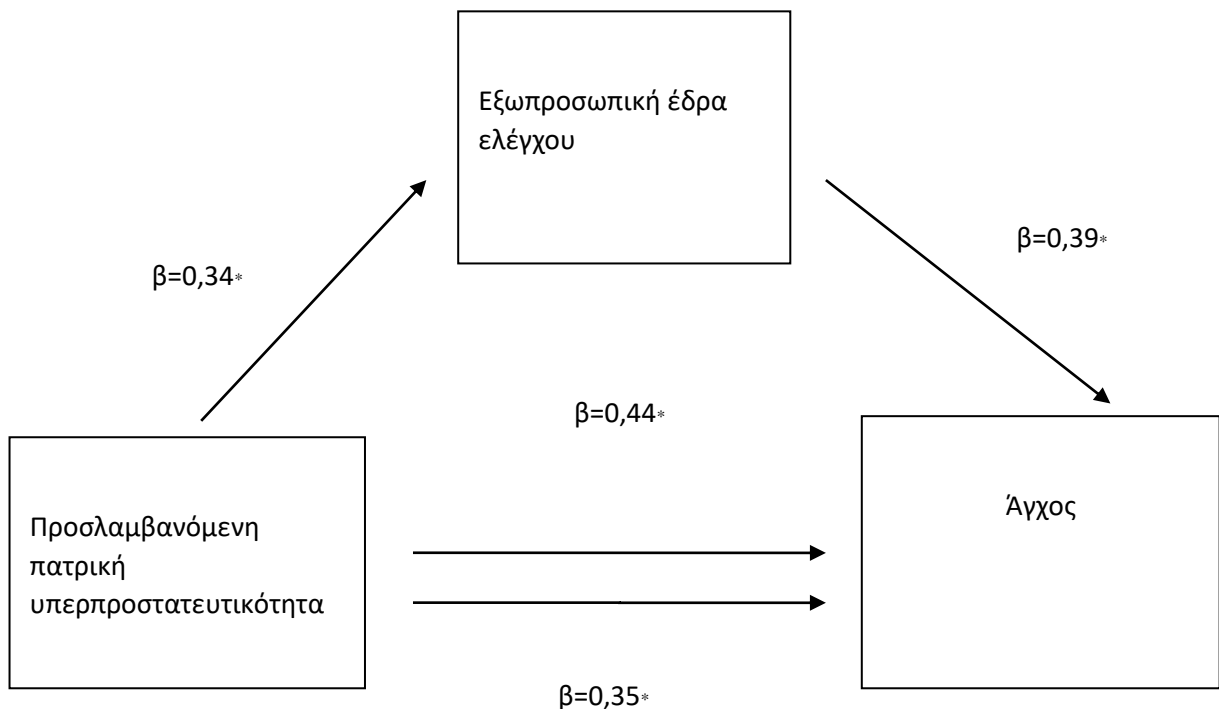 Εξωπροσωπική έδρα
ελέγχου
β=0,34*
β=0,39*
β=0,44*
Προσλαμβανόμενη
πατρική
υπερπροστατευτικότητα
Άγχος
β=0,35*